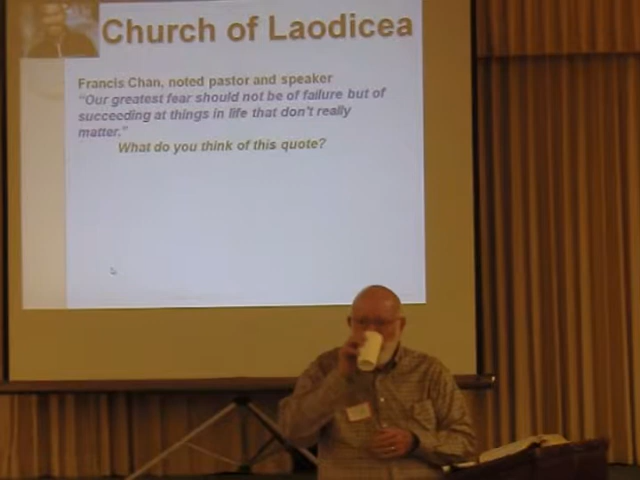 Church of Laodicea
Francis Chan, noted pastor and speaker
"Our greatest fear should not be of failure but of
succeeding at things in life that don't really
matter."
What do you think of this quote?